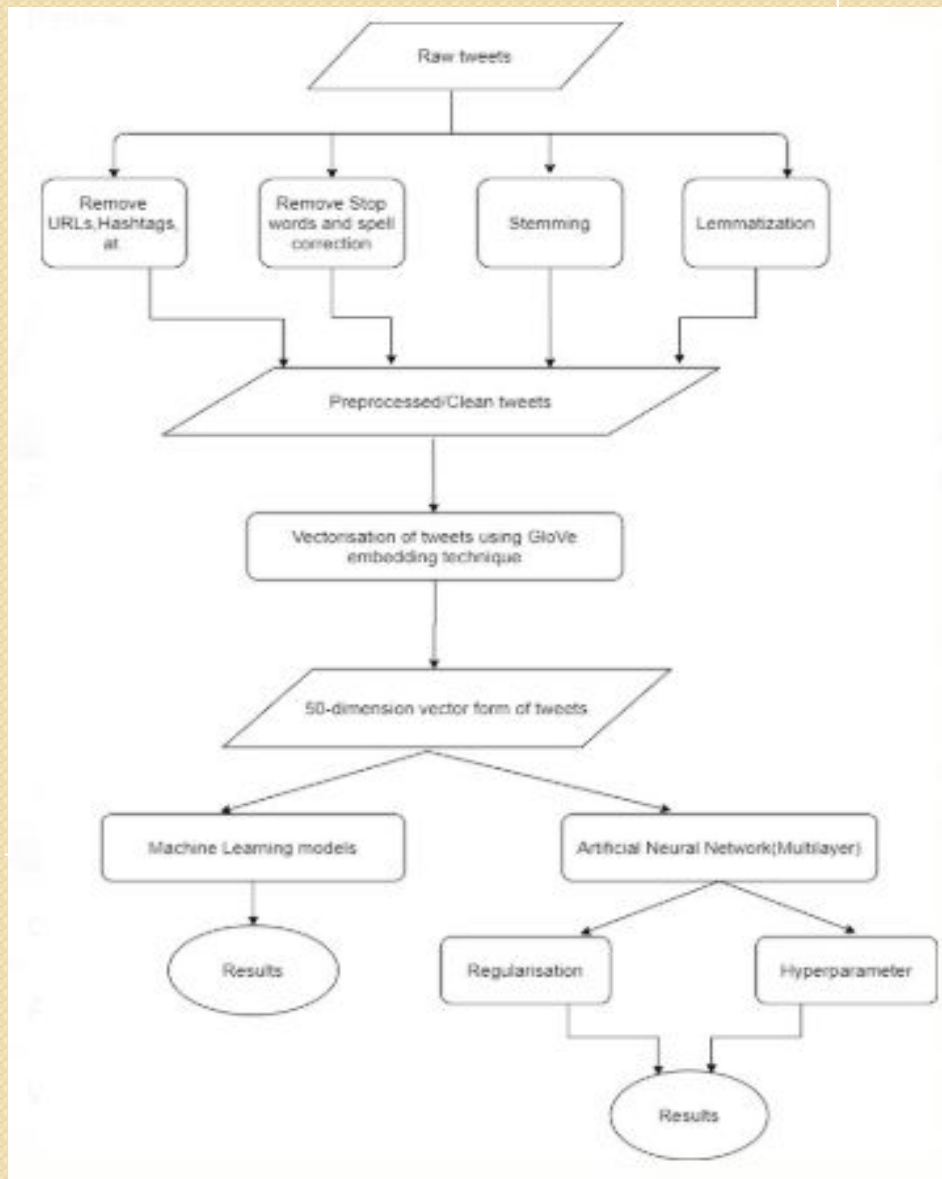 Raw tweets
Remove
URLs,Hashtags,
at
Remove Stop
words and spell
correction
Stemming
Lemmatization
Preprocessed/Clean tweets
Vectorisation of tweets using GloVe
embedding technique
50-dimension vector form of tweets
Machine Learning models
Artificial Neural Network(Multilayer)
Results
Regularisation
Hyperparameter
Results